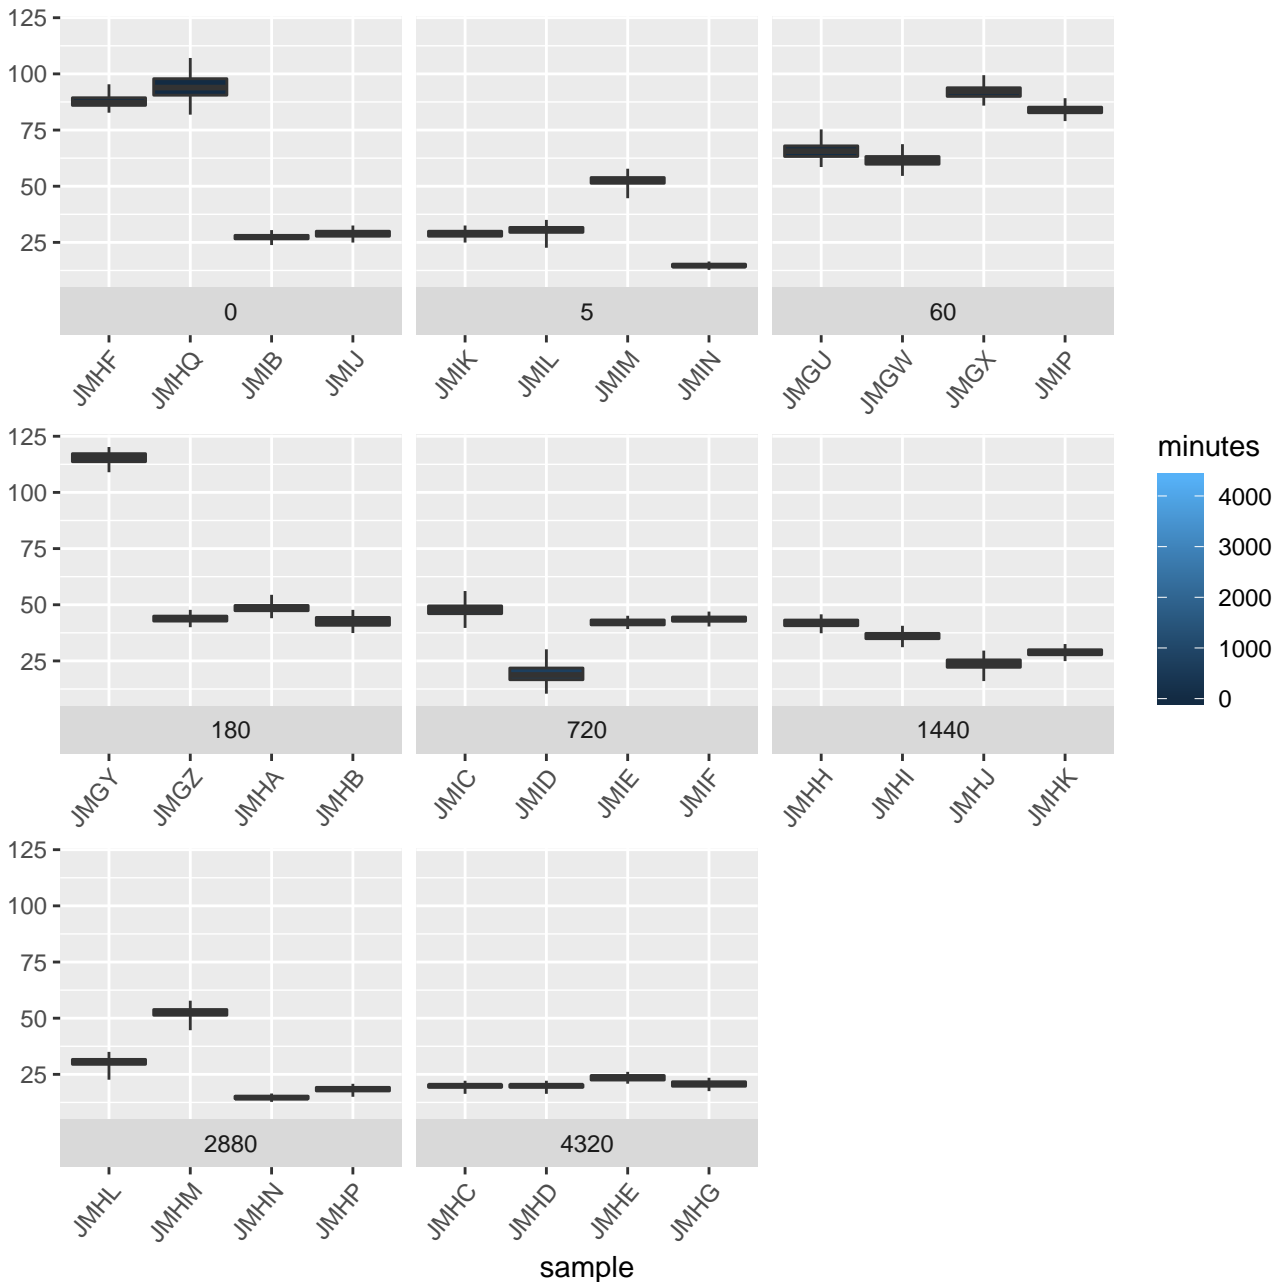 125
100
75
50
25
0
5
60
JMHF
JMHQ
JMIB
JMIJ
JMIK
JMIL
JMIM
JMIN
JMGU
JMGW
JMGX
JMIP
125
100
75
50
25
180
720
1440
JMGY
JMGZ
JMHA
JMHB
JMIC
JMID
JMIE
JMIF
JMHH
JMHI
JMHJ
JMHK
minutes
4000
3000
2000
1000
0
125
100
75
50
25
2880
4320
JMHL
JMHM
JMHN
JMHP
JMHC
JMHD
JMHE
JMHG
sample